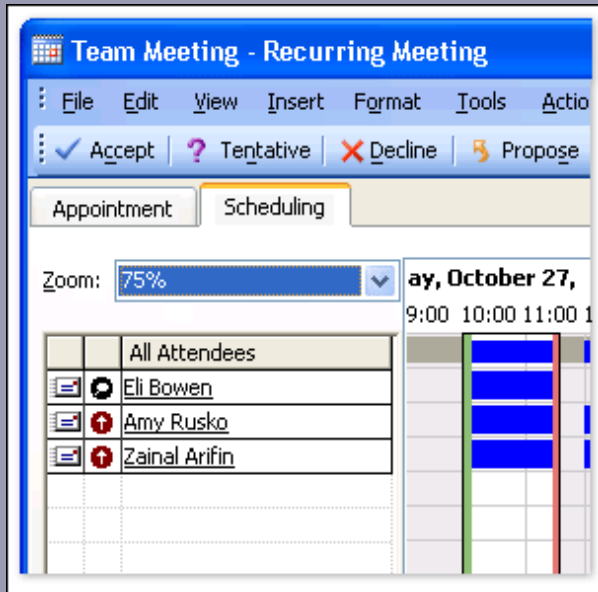 Team Meeting - Recurring Meeting
File Edit View Insert Format Tools
Accept Tentative Decline Propose
Appointment Scheduling
Zoom: 75% ay, October 27,
9:00 10:00 11:00
All Attendees
Eli Bowen
Amy Rusko
Zainal Arifin